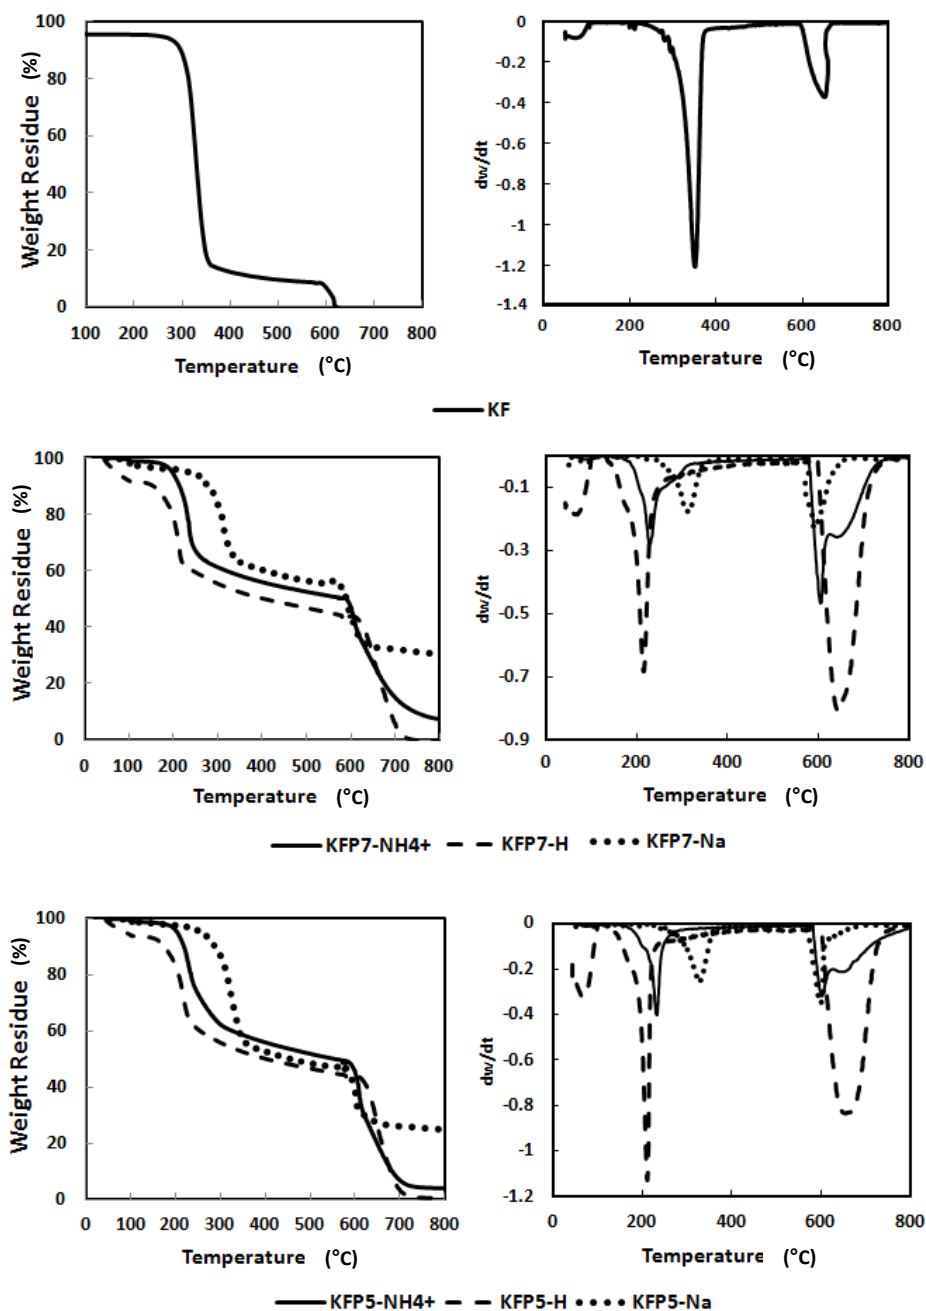 Weight Residue (%)
100
80
60
40
20
0
100 200 300 400 500 600 700 800
Temperature (°C)
dw/dt
0
-0.2
-0.4
-0.6
-0.8
-1
-1.2
-1.4
0 200 400 600 800
Temperature (°C)
KF
Weight Residue (%)
100
80
60
40
20
0
0 100 200 300 400 500 600 700 800
Temperature (°C)
dw/dt
-0.1
-0.3
-0.5
-0.7
-0.9
0 200 400 600 800
Temperature (°C)
KFP7-NH4+ KFP7-H KFP7-Na
Weight Residue (%)
100
80
60
40
20
0
0 100 200 300 400 500 600 700 800
Temperature (°C)
dw/dt
0
-0.2
-0.4
-0.6
-0.8
-1
-1.2
0 200 400 600 800
Temperature (°C)
KFP5-NH4+ KFP5-H KFP5-Na